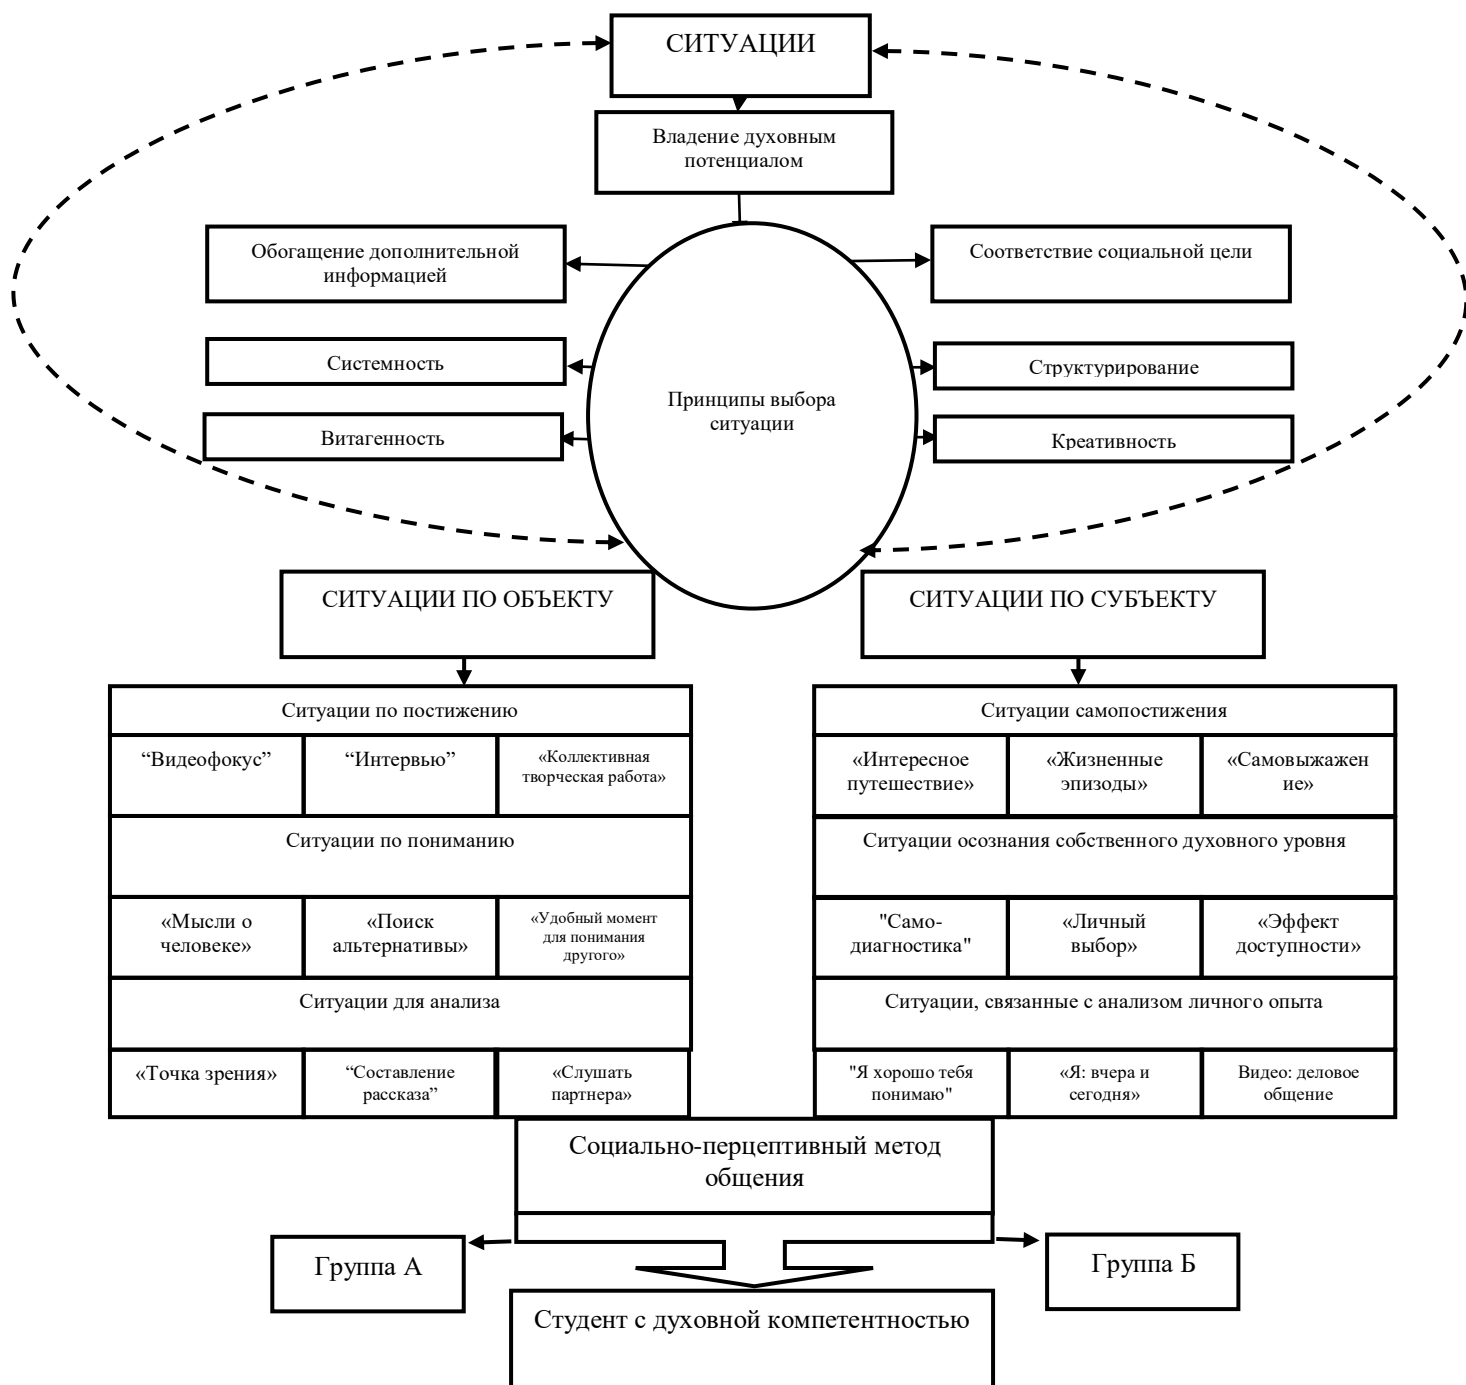 СИТУАЦИИ
Владение духовным
потенциалом
Обогащение дополнительной
информацией
Соответствие социальной цели
Системность
Структурирование
Принципы выбора
ситуации
Витагенность
Креативность
СИТУАЦИИ ПО ОБЪЕКТУ
СИТУАЦИИ ПО СУБЪЕКТУ
Ситуации по постижению
“Видеофокус”
“Интервью”
«Коллективная
творческая работа»
Ситуации по пониманию
«Мысли о
человеке»
«Поиск
альтернативы»
«Удобный момент
для понимания
другого»
Ситуации для анализа
«Точка зрения»
“Составление
рассказа”
«Слушать
партнера»
Ситуации самопостижения
«Интересное
путешествие»
«Жизненные
эпизоды»
«Самовыжажен
ие»
Ситуации осознания собственного духовного уровня
"Само-
диагностика"
«Личный
выбор»
«Эффект
доступности»
Ситуации, связанные с анализом личного опыта
"Я хорошо тебя
понимаю"
«Я: вчера и
сегодня»
Видео: деловое
общение
Социально-перцептивный метод
общения
Группа А
Группа Б
Студент с духовной компетентностью